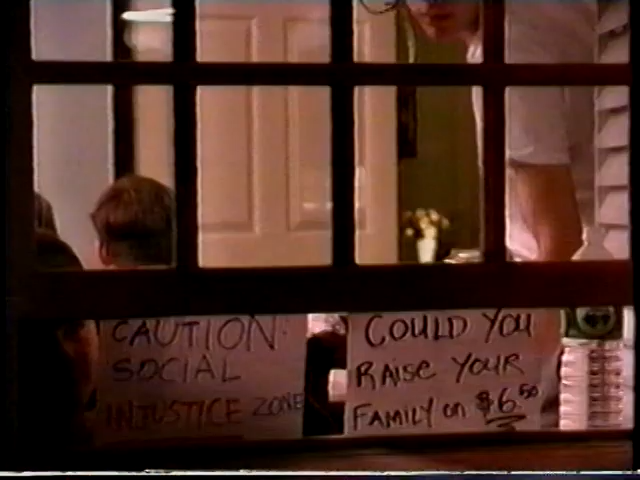 CAUTION:
SOCIAL
INJUSTICE ZONE
COULD YOU
RAISE YOUR
FAMILY on $6.50